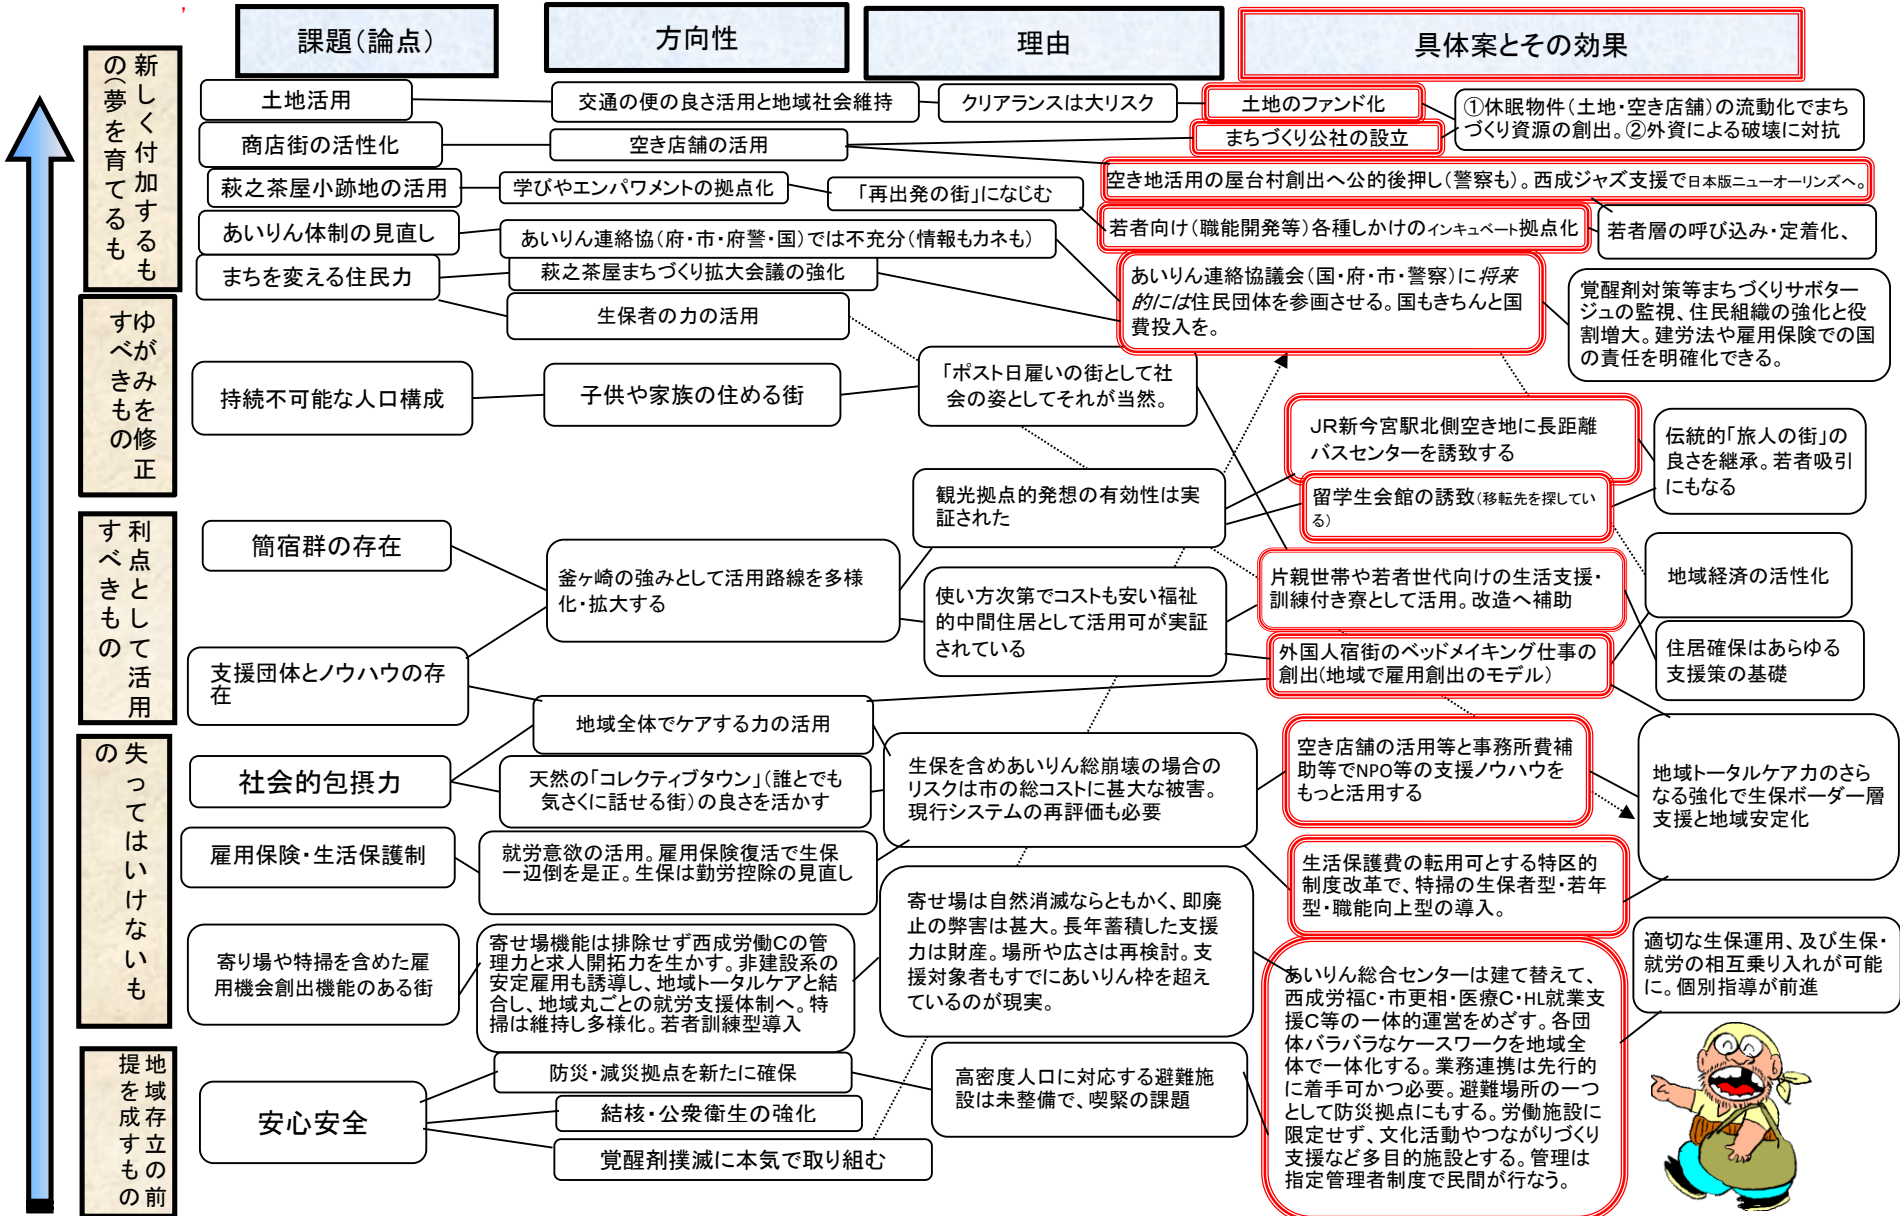 課題(論点)
方向性
理由
具体案とその効果
新しく付加するも
の(夢を育てるも
土地活用
交通の便の良さ活用と地域社会維持
クリアランスは大リスク
土地のファンド化
①休眠物件(土地・空き店舗)の流動化でまち
づくり資源の創出。②外資による破壊に対抗
商店街の活性化
空き店舗の活用
まちづくり公社の設立
萩之茶屋小跡地の活用
学びやエンパワメントの拠点化
「再出発の街」になじむ
空き地活用の屋台村創出へ公的後押し(警察も)。西成ジャズ支援で日本版ニューオーリンズへ。
あいりん体制の見直し
あいりん連絡協(府・市・府警・国)では不充分(情報もカネも)
若者向け(職能開発等)各種しかけのインキュベート拠点化
若者層の呼び込み・定着化、
まちを変える住民力
萩之茶屋まちづくり拡大会議の強化
生保者の力の活用
あいりん連絡協議会(国・府・市・警察)に将来
的には住民団体を参画させる。国もきちんと国
費投入を。
覚醒剤対策等まちづくりサボター
ジュの監視、住民組織の強化と役
割増大。建労法や雇用保険での国
の責任を明確化できる。
ゆがみを修正
すべきもの
持続不可能な人口構成
子供や家族の住める街
「ポスト日雇いの街として社
会の姿としてそれが当然。
JR新今宮駅北側空き地に長距離
バスセンターを誘致する
伝統的「旅人の街」の
良さを継承。若者吸引
にもなる
利点として活用
すべきもの
簡宿群の存在
釜ヶ崎の強みとして活用路線を多様
化・拡大する
観光拠点的発想の有効性は実
証された
留学生会館の誘致(移転先を探してい
る)
使い方次第でコストも安い福祉
的中間住居として活用可が実証
されている
片親世帯や若者世代向けの生活支援・
訓練付き寮として活用。改造へ補助
地域経済の活性化
支援団体とノウハウの存
在
外国人宿街のベッドメイキング仕事の
創出(地域で雇用創出のモデル)
住居確保はあらゆる
支援策の基礎
地域全体でケアする力の活用
失ってはいけないも
の
社会的包摂力
天然の「コレクティブタウン」(誰とでも
気さくに話せる街)の良さを活かす
生保を含めあいりん総崩壊の場合の
リスクは市の総コストに甚大な被害。
現行システムの再評価も必要
空き店舗の活用等と事務所費補
助等でNPO等の支援ノウハウを
もっと活用する
地域トータルケア力のさら
なる強化で生保ボーダー層
支援と地域安定化
雇用保険・生活保護制
就労意欲の活用。雇用保険復活で生保
一辺倒を是正。生保は勤労控除の見直し
生活保護費の転用可とする特区的
制度改革で、特掃の生保者型・若年
型・職能向上型の導入。
寄り場や特掃を含めた雇
用機会創出機能のある街
寄せ場機能は排除せず西成労働Cの管
理力と求人開拓力を生かす。非建設系の
安定雇用も誘導し、地域トータルケアと結
合し、地域丸ごとの就労支援体制へ。特
掃は維持し多様化。若者訓練型導入
寄せ場は自然消滅ならともかく、即廃
止の弊害は甚大。長年蓄積した支援
力は財産。場所や広さは再検討。支
援対象者もすでにあいりん枠を超え
ているのが現実。
あいりん総合センターは建て替えて、
西成労福C・市更相・医療C・HL就業支
援C等の一体的運営をめざす。各団
体バラバラなケースワークを地域全
体で一体化する。業務連携は先行的
に着手可かつ必要。避難場所の一つ
として防災拠点にもする。労働施設に
限定せず、文化活動やつながりづくり
支援など多目的施設とする。管理は
指定管理者制度で民間が行なう。
適切な生保運用、及び生保・
就労の相互乗り入れが可能
に。個別指導が前進
地域存立の前
提を成すもの
安心安全
防災・減災拠点を新たに確保
結核・公衆衛生の強化
覚醒剤撲滅に本気で取り組む
高密度人口に対応する避難施
設は未整備で、喫緊の課題